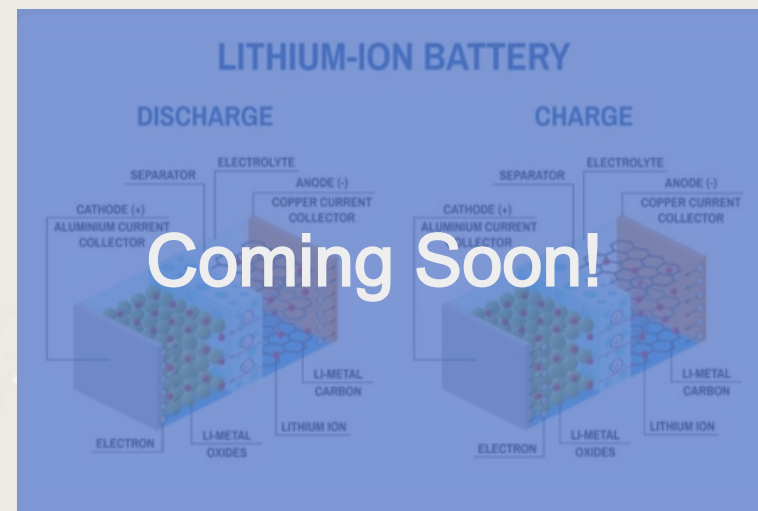 LITHIUM-ION BATTERY
DISCHARGE
CHARGE
ELECTROLYTE
SEPARATOR
ANODE (-)
COPPER CURRENT
COLLECTOR
CATHODE (+)
ALUMINIUM CURRENT
COLLECTOR
ELECTROLYTE
SEPARATOR
ANODE (-)
COPPER CURRENT
COLLECTOR
CATHODE (+)
ALUMINIUM CURRENT
COLLECTOR
Coming Soon!
LI-METAL
CARBON
LITHIUM ION
LI-METAL
OXIDES
ELECTRON
LI-METAL
CARBON
LITHIUM ION
LI-METAL
OXIDES
ELECTRON